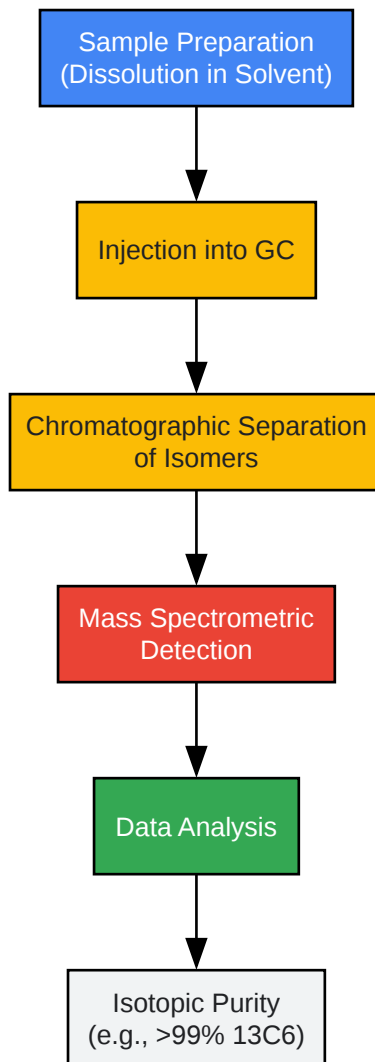 Sample Preparation
(Dissolution in Solvent)
Injection into GC
Chromatographic Separation
of Isomers
Mass Spectrometric
Detection
Data Analysis
Isotopic Purity
(e.g., >99% 13C6)